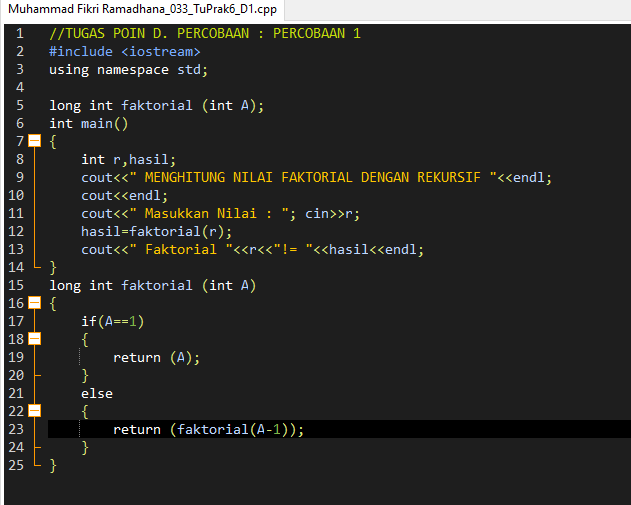 Muhammad Fikri Ramadhana_033_TuPrak6_D1.cpp
1 //TUGAS POIN D. PERCOBAAN : PERCOBAAN 1
2 #include <iostream>
3 using namespace std;
4
5 long int faktorial (int A);
6 int main()
7 {
8 int r,hasil;
9 cout<<" MENGHITUNG NILAI FAKTORIAL DENGAN REKURSIF "<<endl;
10 cout<<endl;
11 cout<<" Masukkan Nilai : "; cin>>r;
12 hasil=faktorial(r);
13 cout<<" Faktorial "<<r<<"!= "<<hasil<<endl;
14 }
15 long int faktorial (int A)
16 {
17 if(A==1)
18 {
19 return (A);
20 }
21 else
22 {
23 return (faktorial(A-1));
24 }
25 }